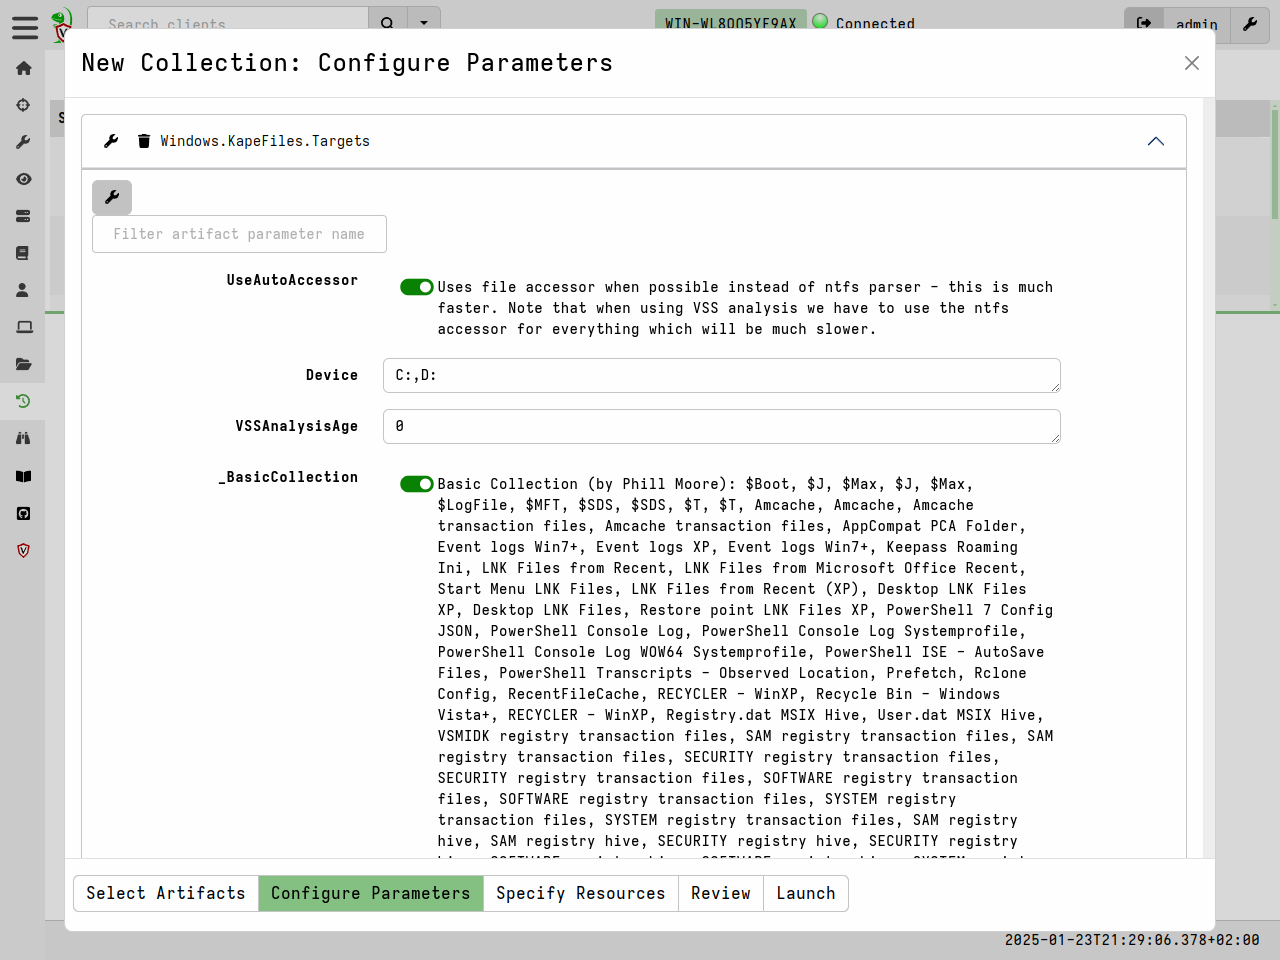 Search clients
WIN-WL8OO5YF9AX
Connected
admin
New Collection: Configure Parameters
Windows.KapeFiles.Targets
Filter artifact parameter name
UseAutoAccessor
Uses file accessor when possible instead of ntfs parser - this is much
faster. Note that when using VSS analysis we have to use the ntfs
accessor for everything which will be much slower.
Device
C:,D:
VSSAnalysisAge
0
_BasicCollection
Basic Collection (by Phill Moore): $Boot, $J, $Max, $J, $Max,
$LogFile, $MFT, $SDS, $SDS, $T, $T, Amcache, Amcache, Amcache
transaction files, Amcache transaction files, AppCompat PCA Folder,
Event logs Win7+, Event logs XP, Event logs Win7+, Keepass Roaming
Ini, LNK Files from Recent, LNK Files from Microsoft Office Recent,
Start Menu LNK Files, LNK Files from Recent (XP), Desktop LNK Files
XP, Desktop LNK Files, Restore point LNK Files XP, PowerShell 7 Config
JSON, PowerShell Console Log, PowerShell Console Log Systemprofile,
PowerShell Console Log WOW64 Systemprofile, PowerShell ISE - AutoSave
Files, PowerShell Transcripts - Observed Location, Prefetch, Rclone
Config, RecentFileCache, RECYCLER - WinXP, Recycle Bin - Windows
Vista+, RECYCLER - WinXP, Registry.dat MSIX Hive, User.dat MSIX Hive,
VSMIDK registry transaction files, SAM registry transaction files, SAM
registry transaction files, SECURITY registry transaction files,
SECURITY registry transaction files, SOFTWARE registry transaction
files, SOFTWARE registry transaction files, SYSTEM registry
transaction files, SYSTEM registry transaction files, SAM registry
hive, SAM registry hive, SECURITY registry hive, SECURITY registry
Select Artifacts
Configure Parameters
Specify Resources
Review
Launch
2025-01-23T21:29:06.378+02:00